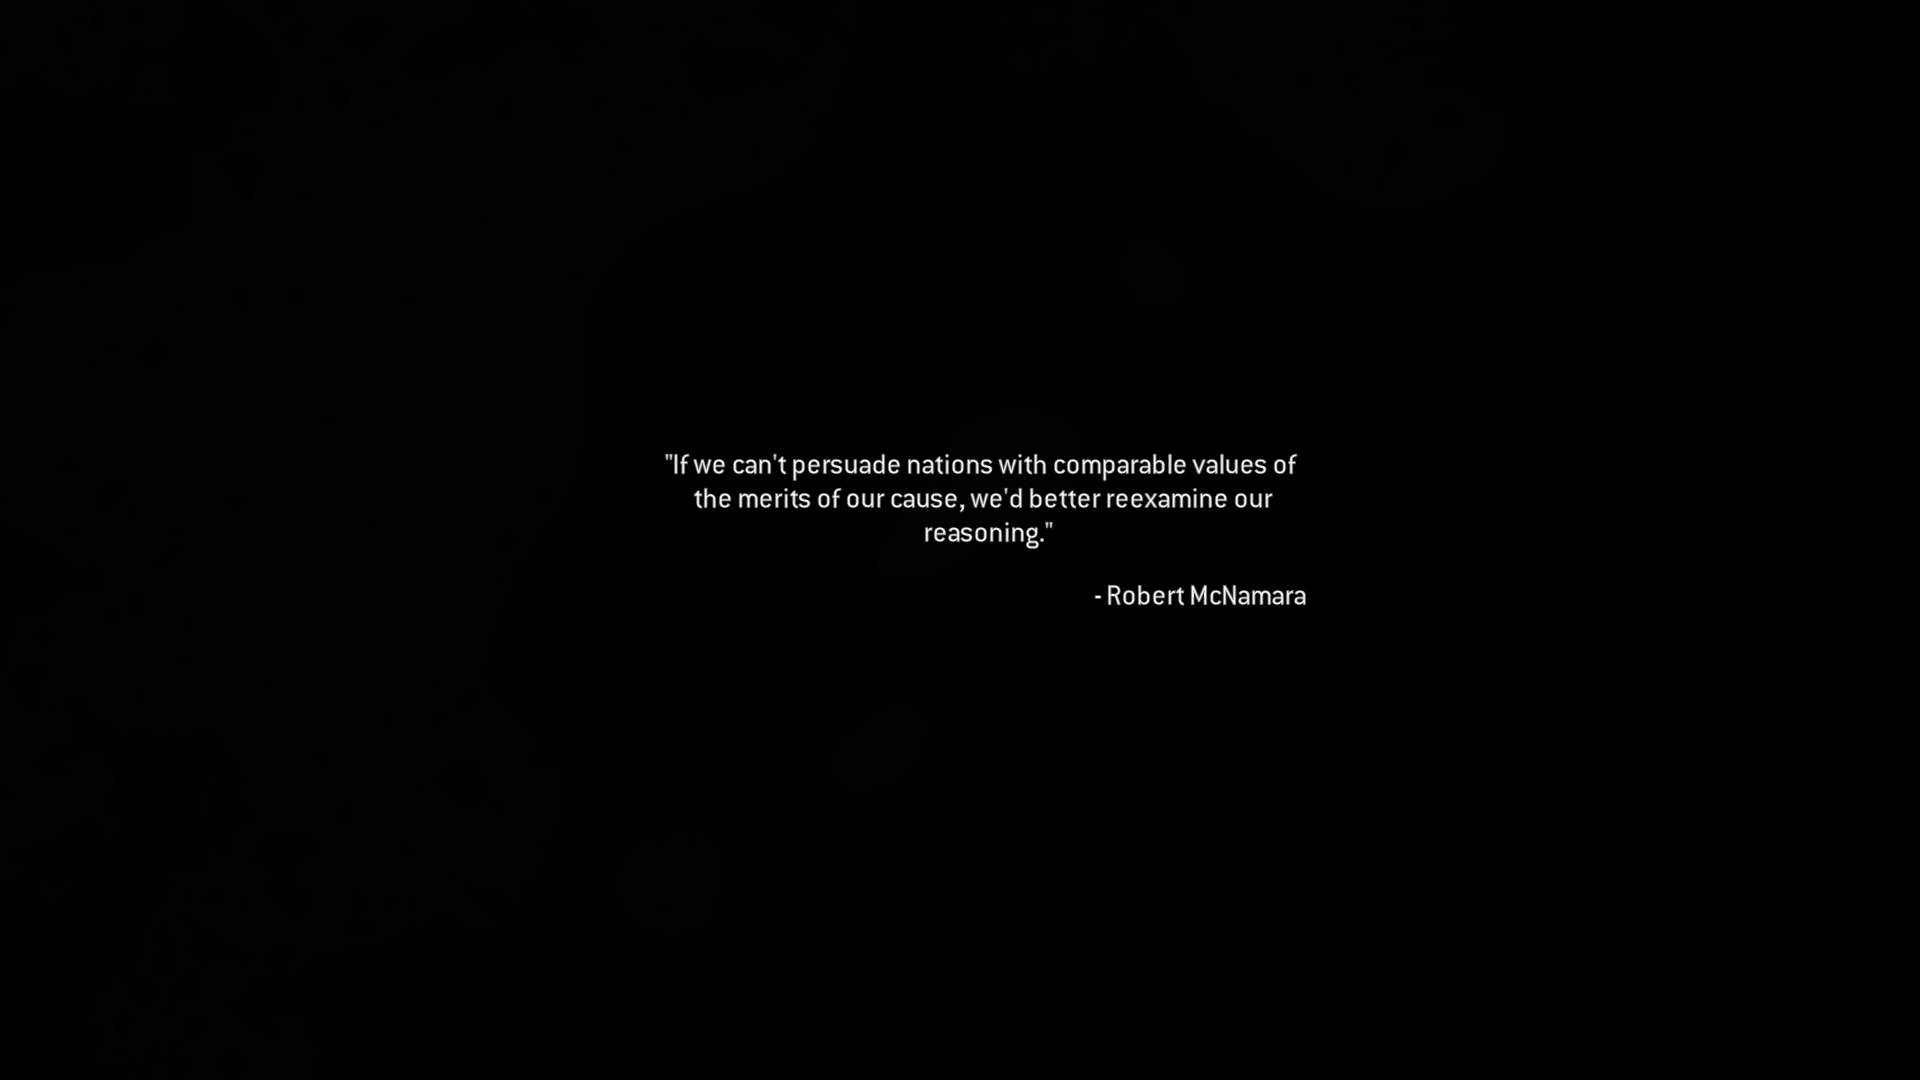 "If we can't persuade nations with comparable values of
the merits of our cause, we'd better reexamine our
reasoning."
- Robert McNamara